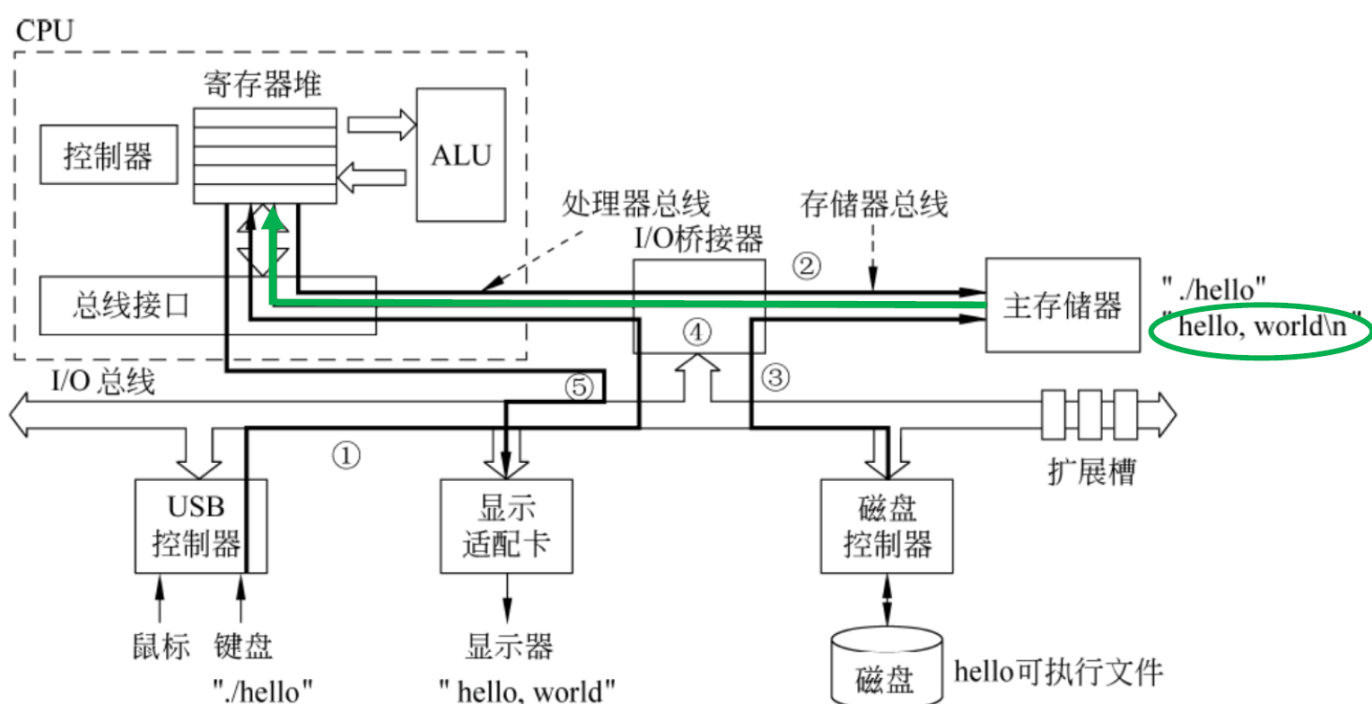 CPU
寄存器堆
控制器
ALU
处理器总线
存储器总线
I/O桥接器
②
总线接口
④
主存储器
"./hello"
"hello, world\n"
I/O 总线
⑤
③
①
扩展槽
USB
控制器
显示
适配卡
磁盘
控制器
鼠标
键盘
显示器
"./hello"
"hello, world"
磁盘
hello可执行文件